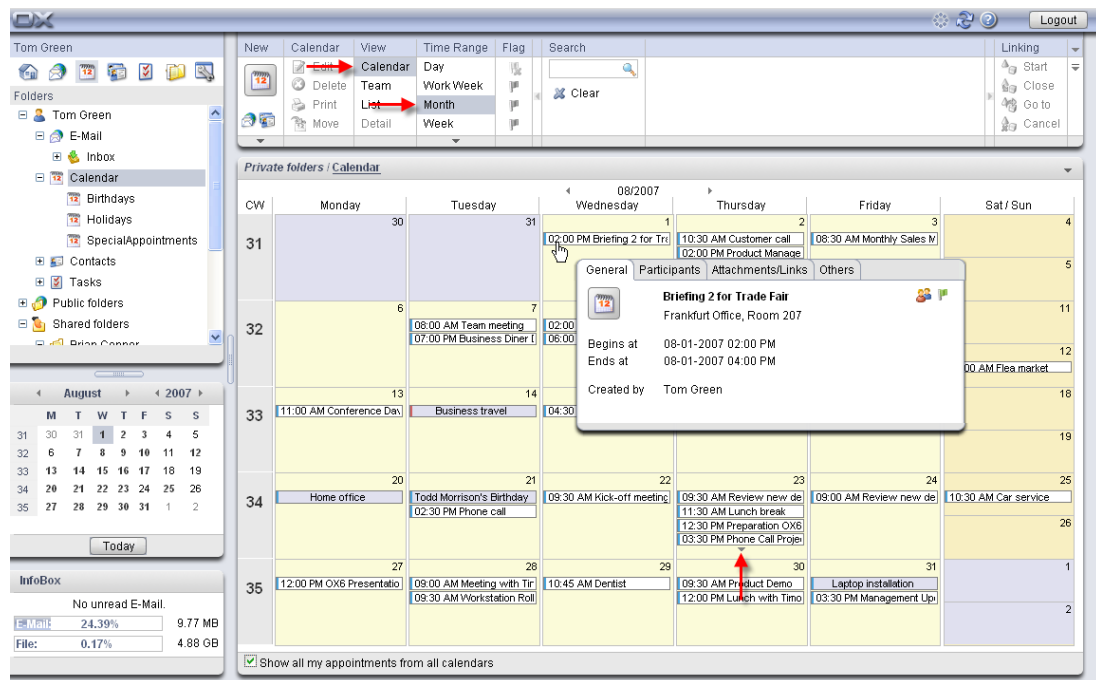 OX
Logout
Tom Green
Folders
Tom Green
E-Mail
Inbox
Calendar
Birthdays
Holidays
SpecialAppointments
Contacts
Tasks
Public folders
Shared folders
Brian Connor
August 2007
M T W T F S S
31 30 31 1 2 3 4 5
32 6 7 8 9 10 11 12
33 13 14 15 16 17 18 19
34 20 21 22 23 24 25 26
35 27 28 29 30 31 1 2
Today
InfoBox
No unread E-Mail.
E-Mail: 24.39% 9.77 MB
File: 0.17% 4.88 GB
New Calendar View Time Range Flag Search Linking
Edit Calendar Day Start
Delete Team Work Week Clear Close
Print List Month Go to
Move Detail Week Cancel
Private folders / Calendar
08/2007
CW Monday Tuesday Wednesday Thursday Friday Sat / Sun
31 30 31 1 2 3 4
02:00 PM Briefing 2 for Tra
10:30 AM Customer call
02:00 PM Product Manage
08:30 AM Monthly Sales M
5
General Participants Attachments/Links Others
Briefing 2 for Trade Fair
Frankfurt Office, Room 207
Begins at 08-01-2007 02:00 PM
Ends at 08-01-2007 04:00 PM
Created by Tom Green
32 6 7 11
08:00 AM Team meeting
07:00 PM Business Diner
02:00
06:00
12
00 AM Flea market
33 13 14 18
11:00 AM Conference Day
Business travel
04:30
19
34 20 21 22 23 24 25
Home office
Todd Morrison's Birthday
02:30 PM Phone call
09:30 AM Kick-off meeting
09:30 AM Review new de
11:30 AM Lunch break
12:30 PM Preparation OX6
03:30 PM Phone Call Proje
09:00 AM Review new de
10:30 AM Car service
26
35 27 28 29 30 31 1
12:00 PM OX6 Presentatio
09:00 AM Meeting with Tir
09:30 AM Workstation Roll
10:45 AM Dentist
09:30 AM Product Demo
12:00 PM Lunch with Timo
Laptop installation
03:30 PM Management Up
2
Show all my appointments from all calendars